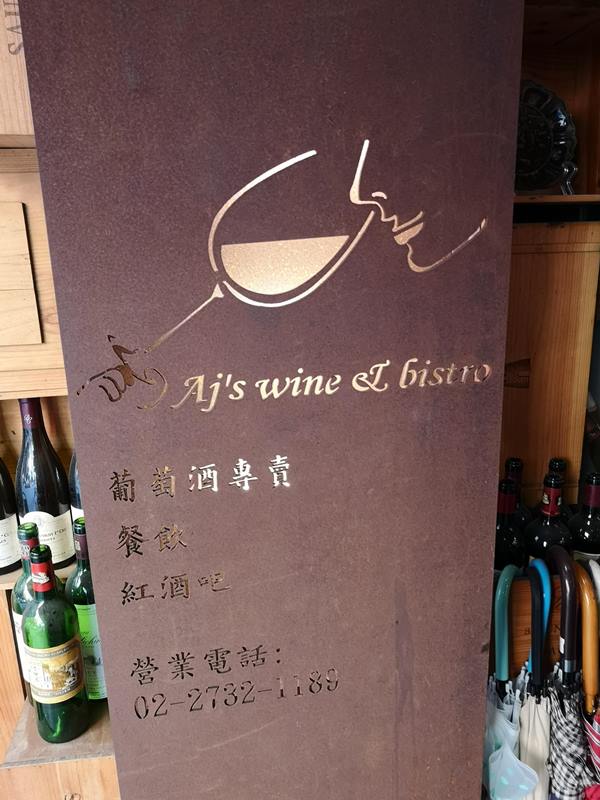 Aj's wine & bistro
葡萄酒專賣
餐飲
紅酒吧
營業電話:
02-2732-1189